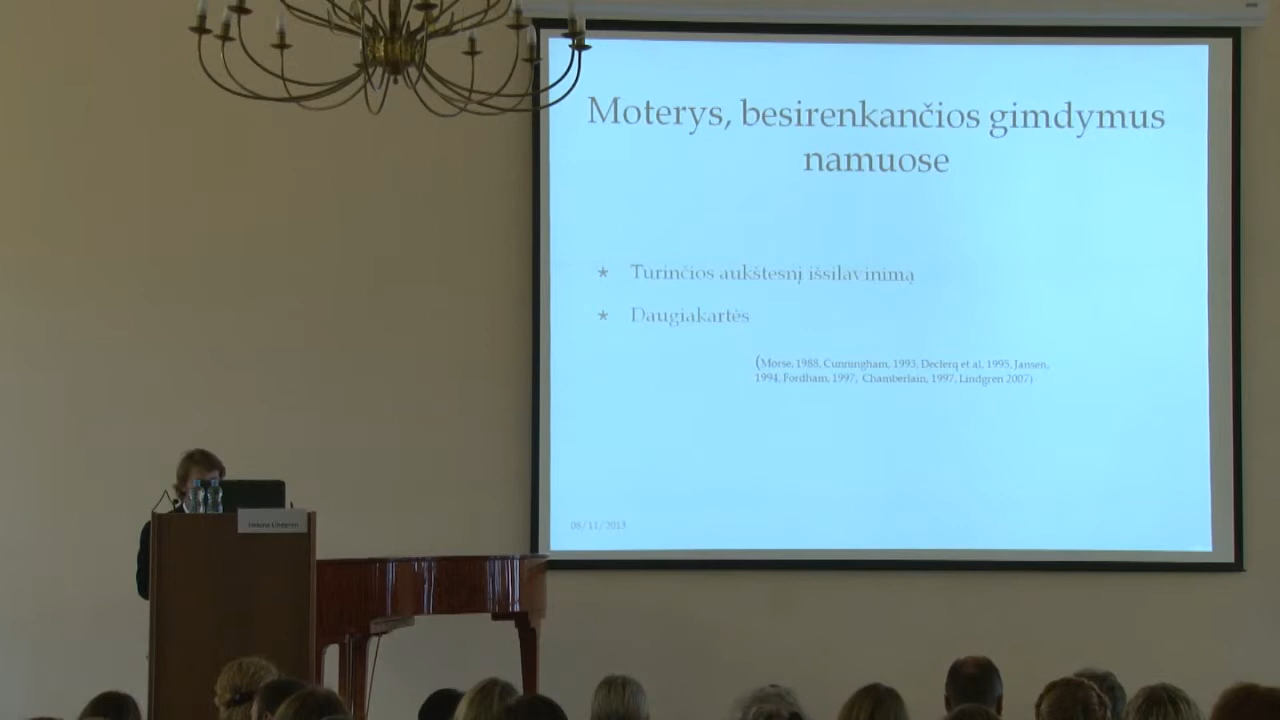 Moterys, besirenkančios gimdymus
namuose
* Turinčios aukštesnį išsilavinimą
* Daugiakartės
(Morse, 1988, Cunningham, 1993, Declerq et al, 1995, Jansen,
1994, Fordham, 1997, Chamberlain, 1997, Lindgren 2007)
08/11/2013
Lindgren